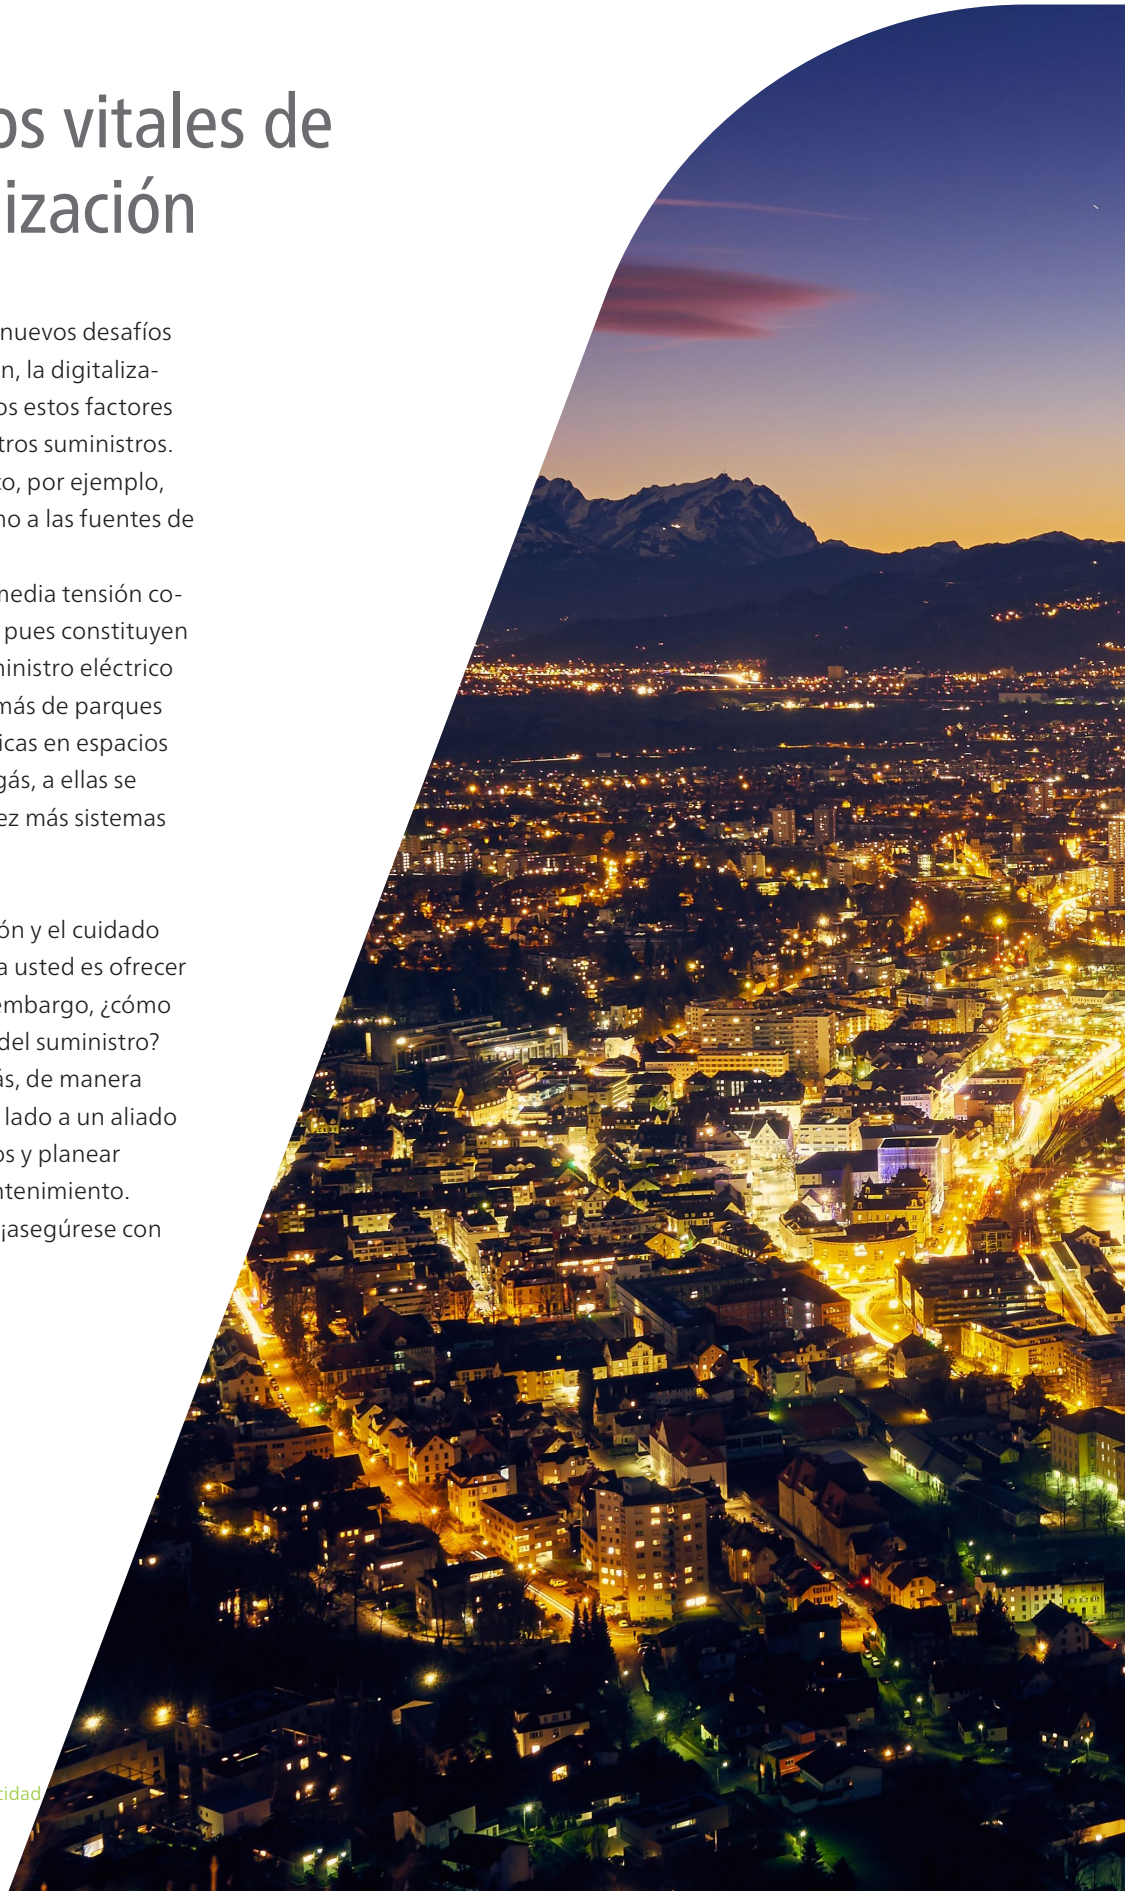 os vitales de
ización
nuevos desafíos
n, la digitaliza-
os estos factores
tros suministros.
o, por ejemplo,
no a las fuentes de
media tensión co-
pues constituyen
ministro eléctrico
más de parques
icas en espacios
gás, a ellas se
ez más sistemas
ón y el cuidado
a usted es ofrecer
embargo, ¿cómo
del suministro?
ás, de manera
lado a un aliado
os y planear
ntenimiento.
¡asegúrese con
cidad